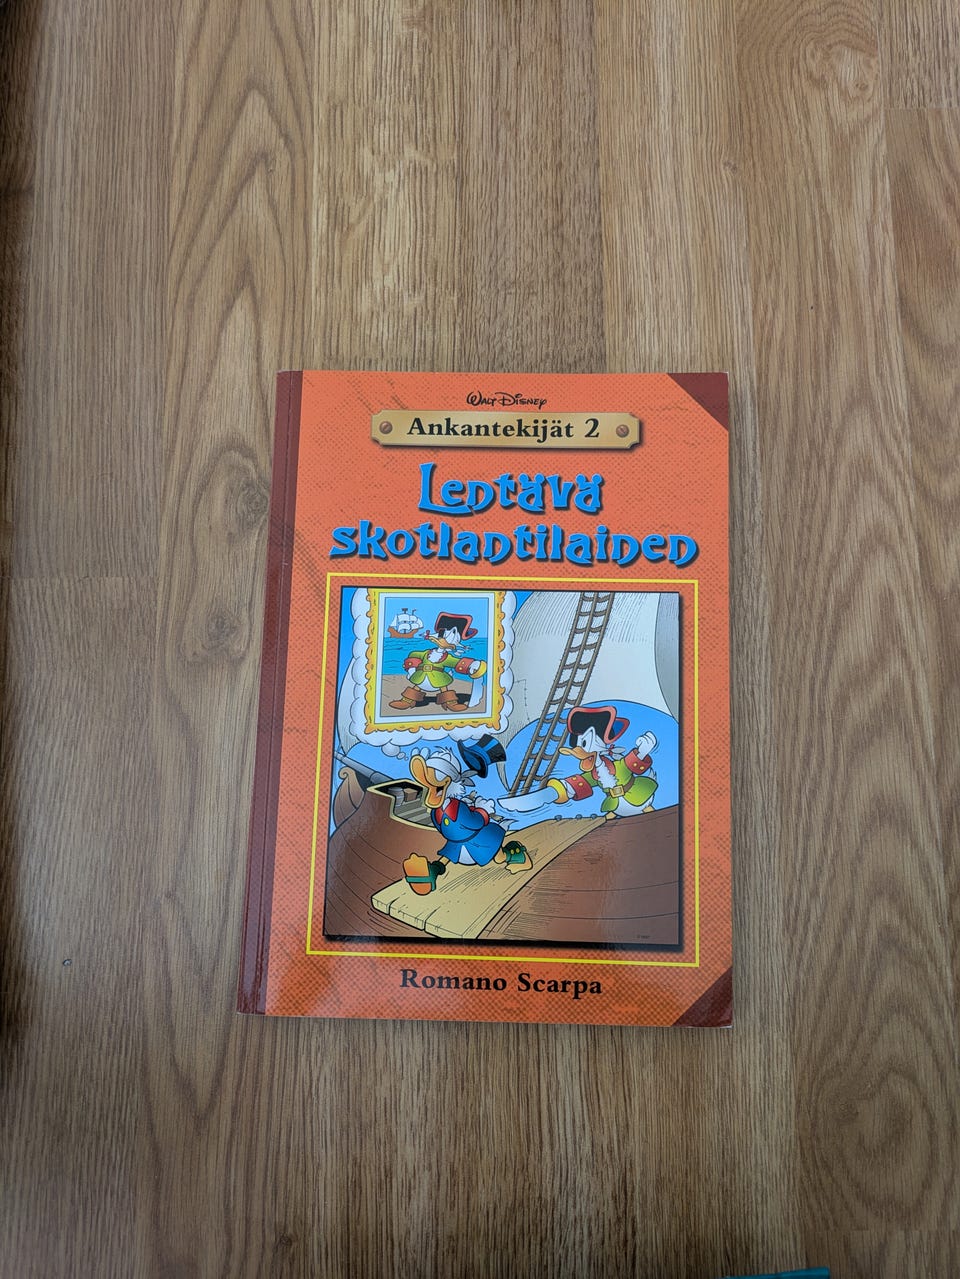 Walt Disney
Ankantekijät 2
Lentävä
skotlantilainen
Romano Scarpa